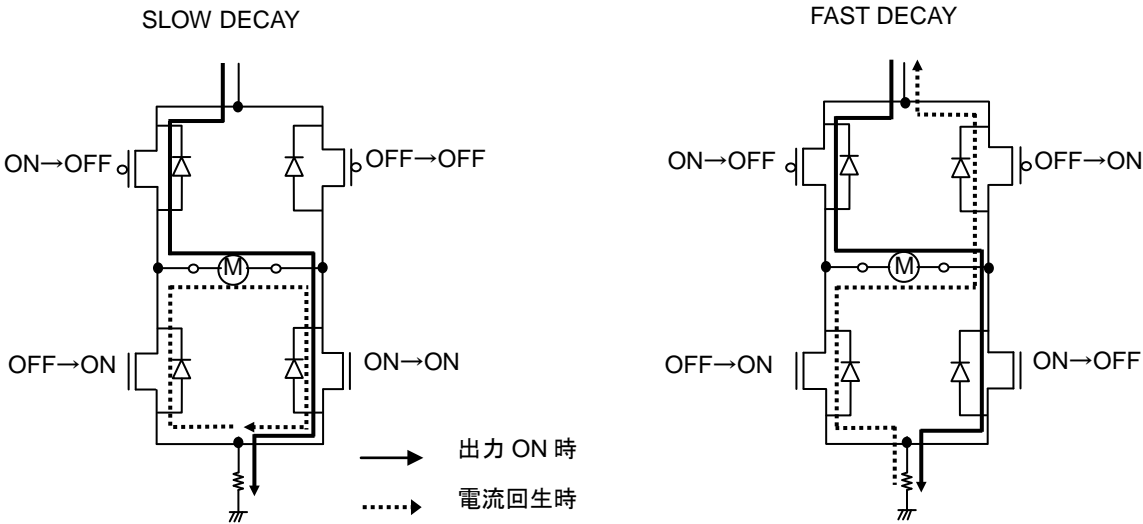 SLOW DECAY
ON→OFF
OFF→OFF
M
OFF→ON
ON→ON
FAST DECAY
ON→OFF
OFF→ON
M
OFF→ON
ON→OFF
出力 ON 時
電流回生時